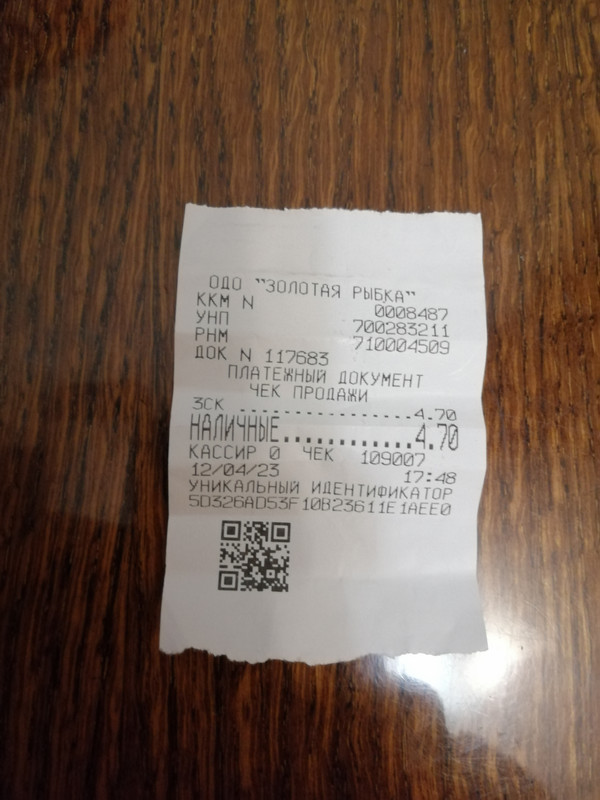 ОДО "ЗОЛОТАЯ РЫБКА"
ККМ N 0008487
УНП 700283211
РНМ 710004509
ДОК N 117683
ПЛАТЕЖНЫЙ ДОКУМЕНТ
ЧЕК ПРОДАЖИ
3СК ..................4.70
НАЛИЧНЫЕ............4.70
КАССИР 0 ЧЕК 109007
12/04/23 17:48
УНИКАЛЬНЫЙ ИДЕНТИФИКАТОР
5D326AD53F10B23611E1AEE0